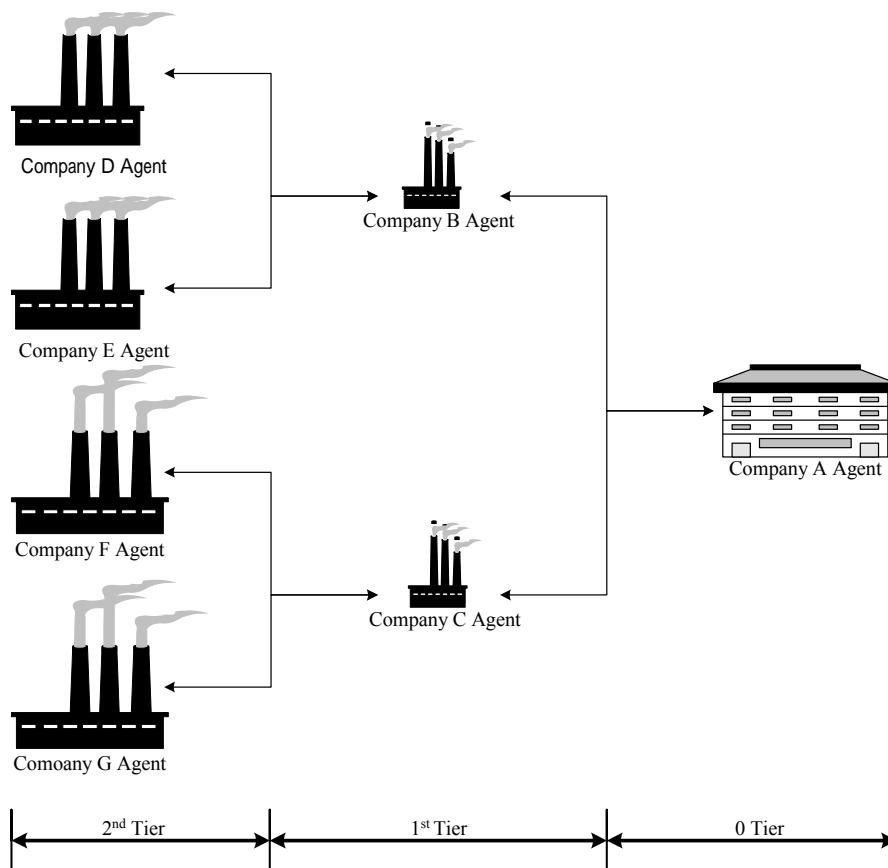 Company D Agent
Company B Agent
Company E Agent
Company A Agent
Company F Agent
Company C Agent
Comoany G Agent
2nd Tier
1st Tier
0 Tier